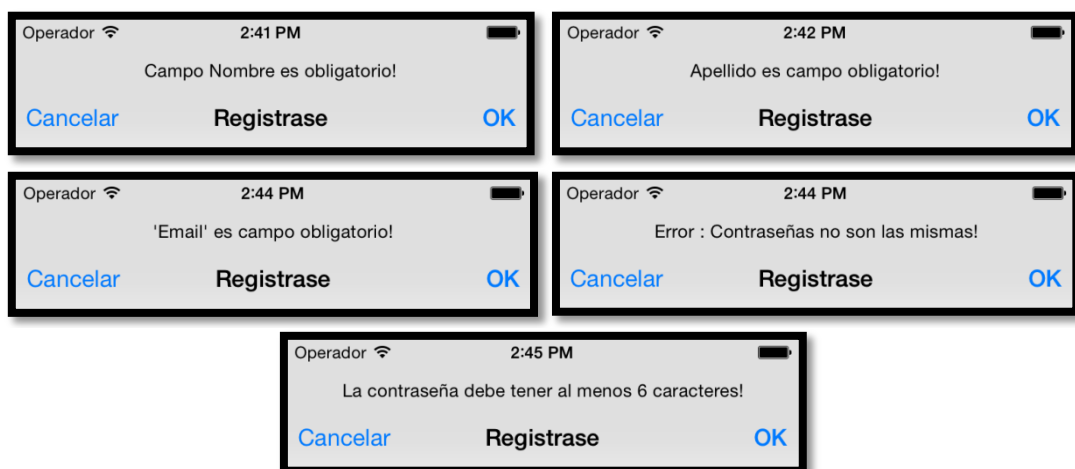 Operador 2:41 PM
Campo Nombre es obligatorio!
Cancelar Registrase OK
Operador 2:42 PM
Apellido es campo obligatorio!
Cancelar Registrase OK
Operador 2:44 PM
'Email' es campo obligatorio!
Cancelar Registrase OK
Operador 2:44 PM
Error : Contraseñas no son las mismas!
Cancelar Registrase OK
Operador 2:45 PM
La contraseña debe tener al menos 6 caracteres!
Cancelar Registrase OK